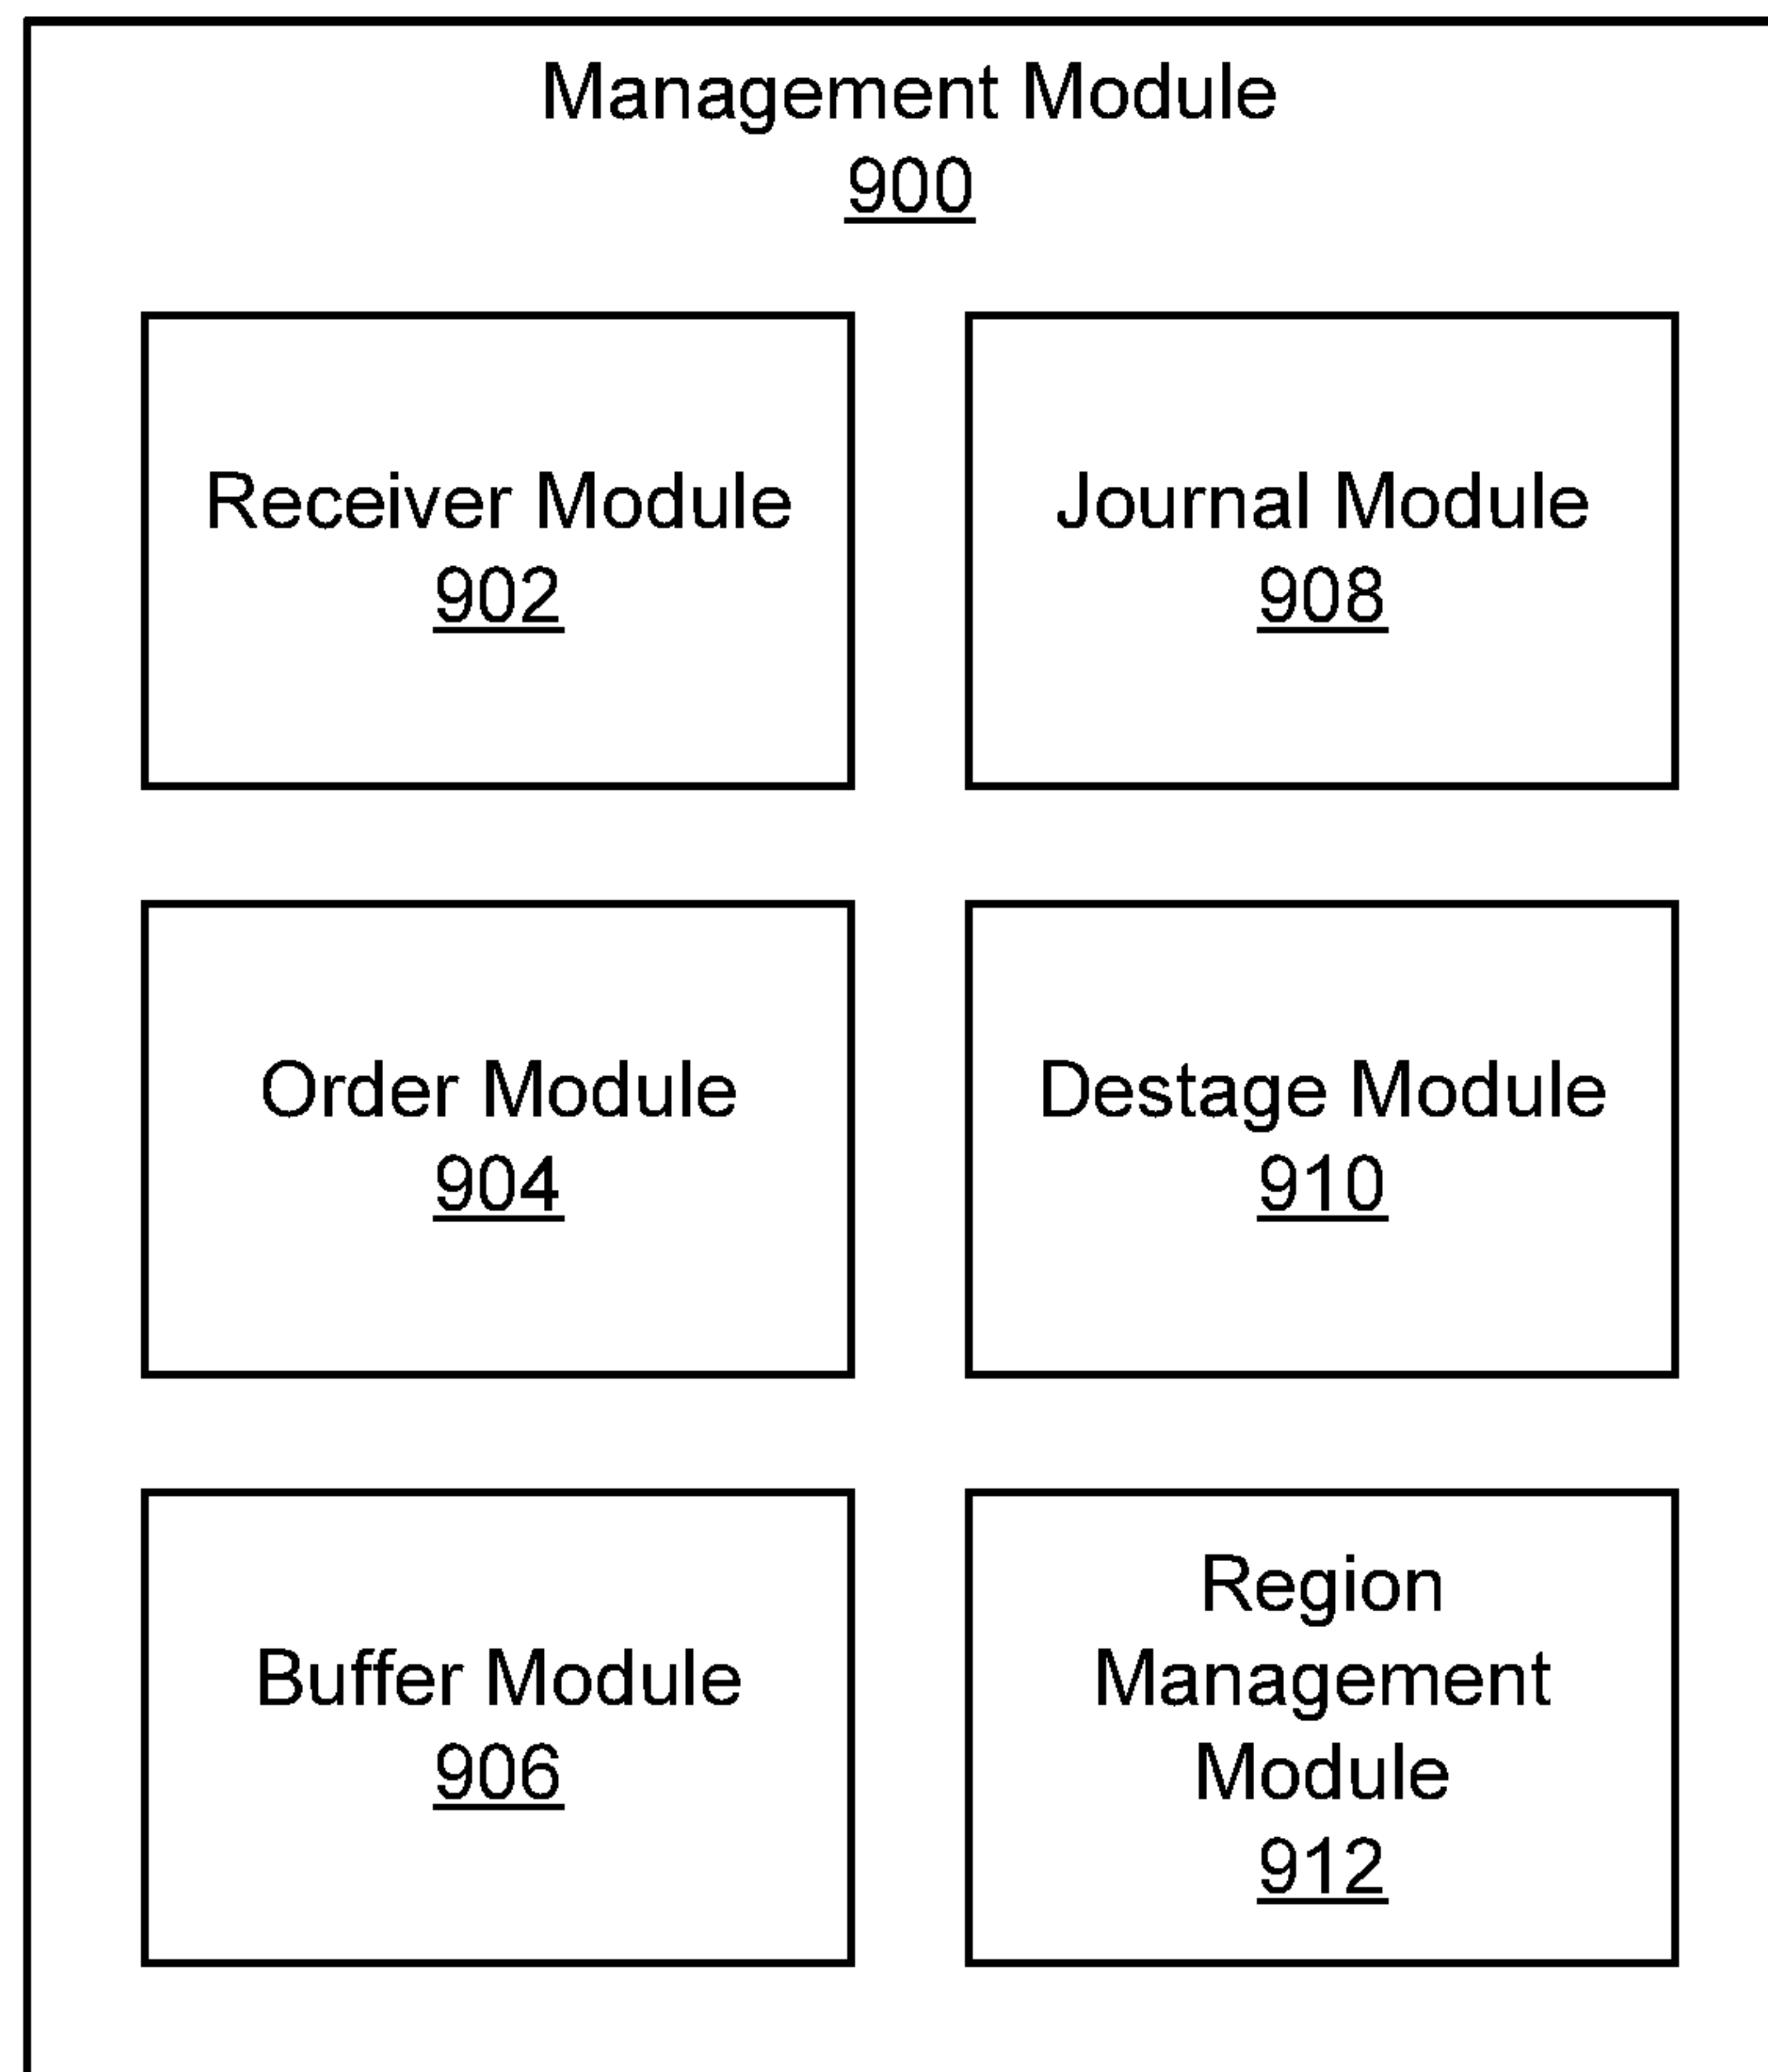 Management Module
900
Receiver Module
902
Journal Module
908
Order Module
904
Destage Module
910
Buffer Module
906
Region
Management
Module
912